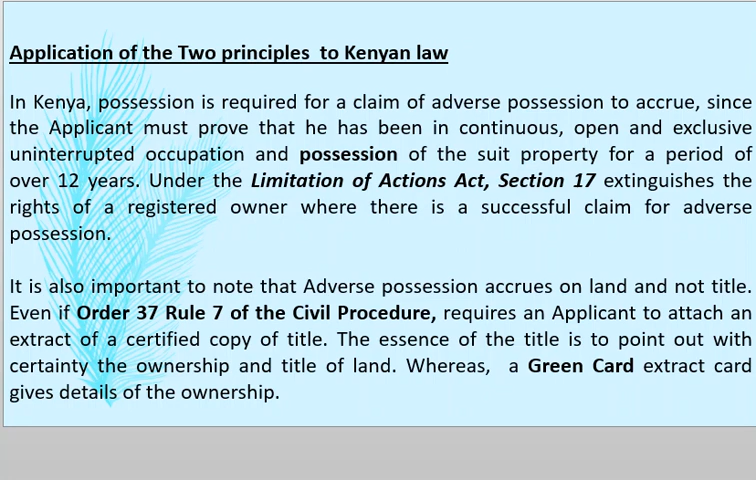 Application of the Two principles to Kenyan law
In Kenya, possession is required for a claim of adverse possession to accrue, since
the Applicant must prove that he has been in continuous, open and exclusive
uninterrupted occupation and possession of the suit property for a period of
over 12 years. Under the Limitation of Actions Act, Section 17 extinguishes the
rights of a registered owner where there is a successful claim for adverse
possession.
It is also important to note that Adverse possession accrues on land and not title.
Even if Order 37 Rule 7 of the Civil Procedure, requires an Applicant to attach an
extract of a certified copy of title. The essence of the title is to point out with
certainty the ownership and title of land. Whereas, a Green Card extract card
gives details of the ownership.